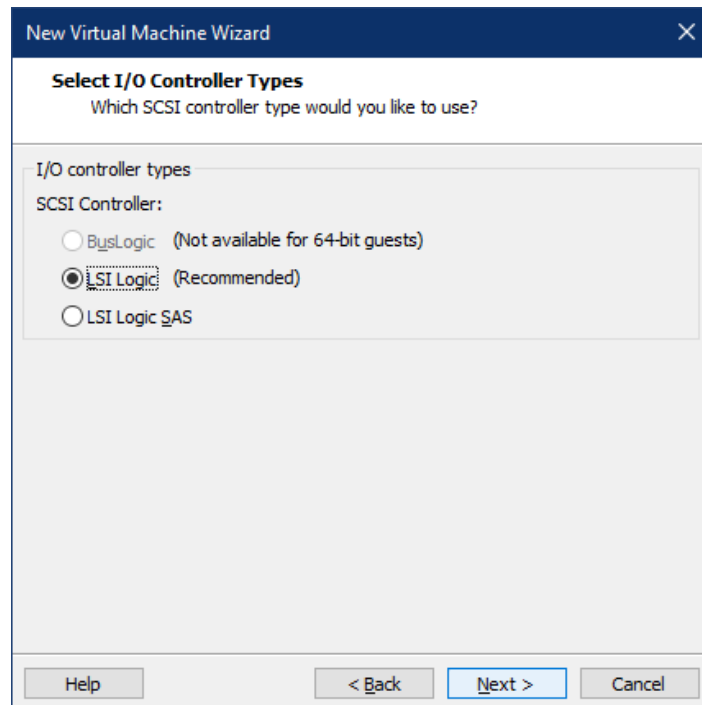 New Virtual Machine Wizard
Select I/O Controller Types
Which SCSI controller type would you like to use?
I/O controller types
SCSI Controller:
BusLogic (Not available for 64-bit guests)
LSI Logic (Recommended)
LSI Logic SAS
Help < Back Next > Cancel